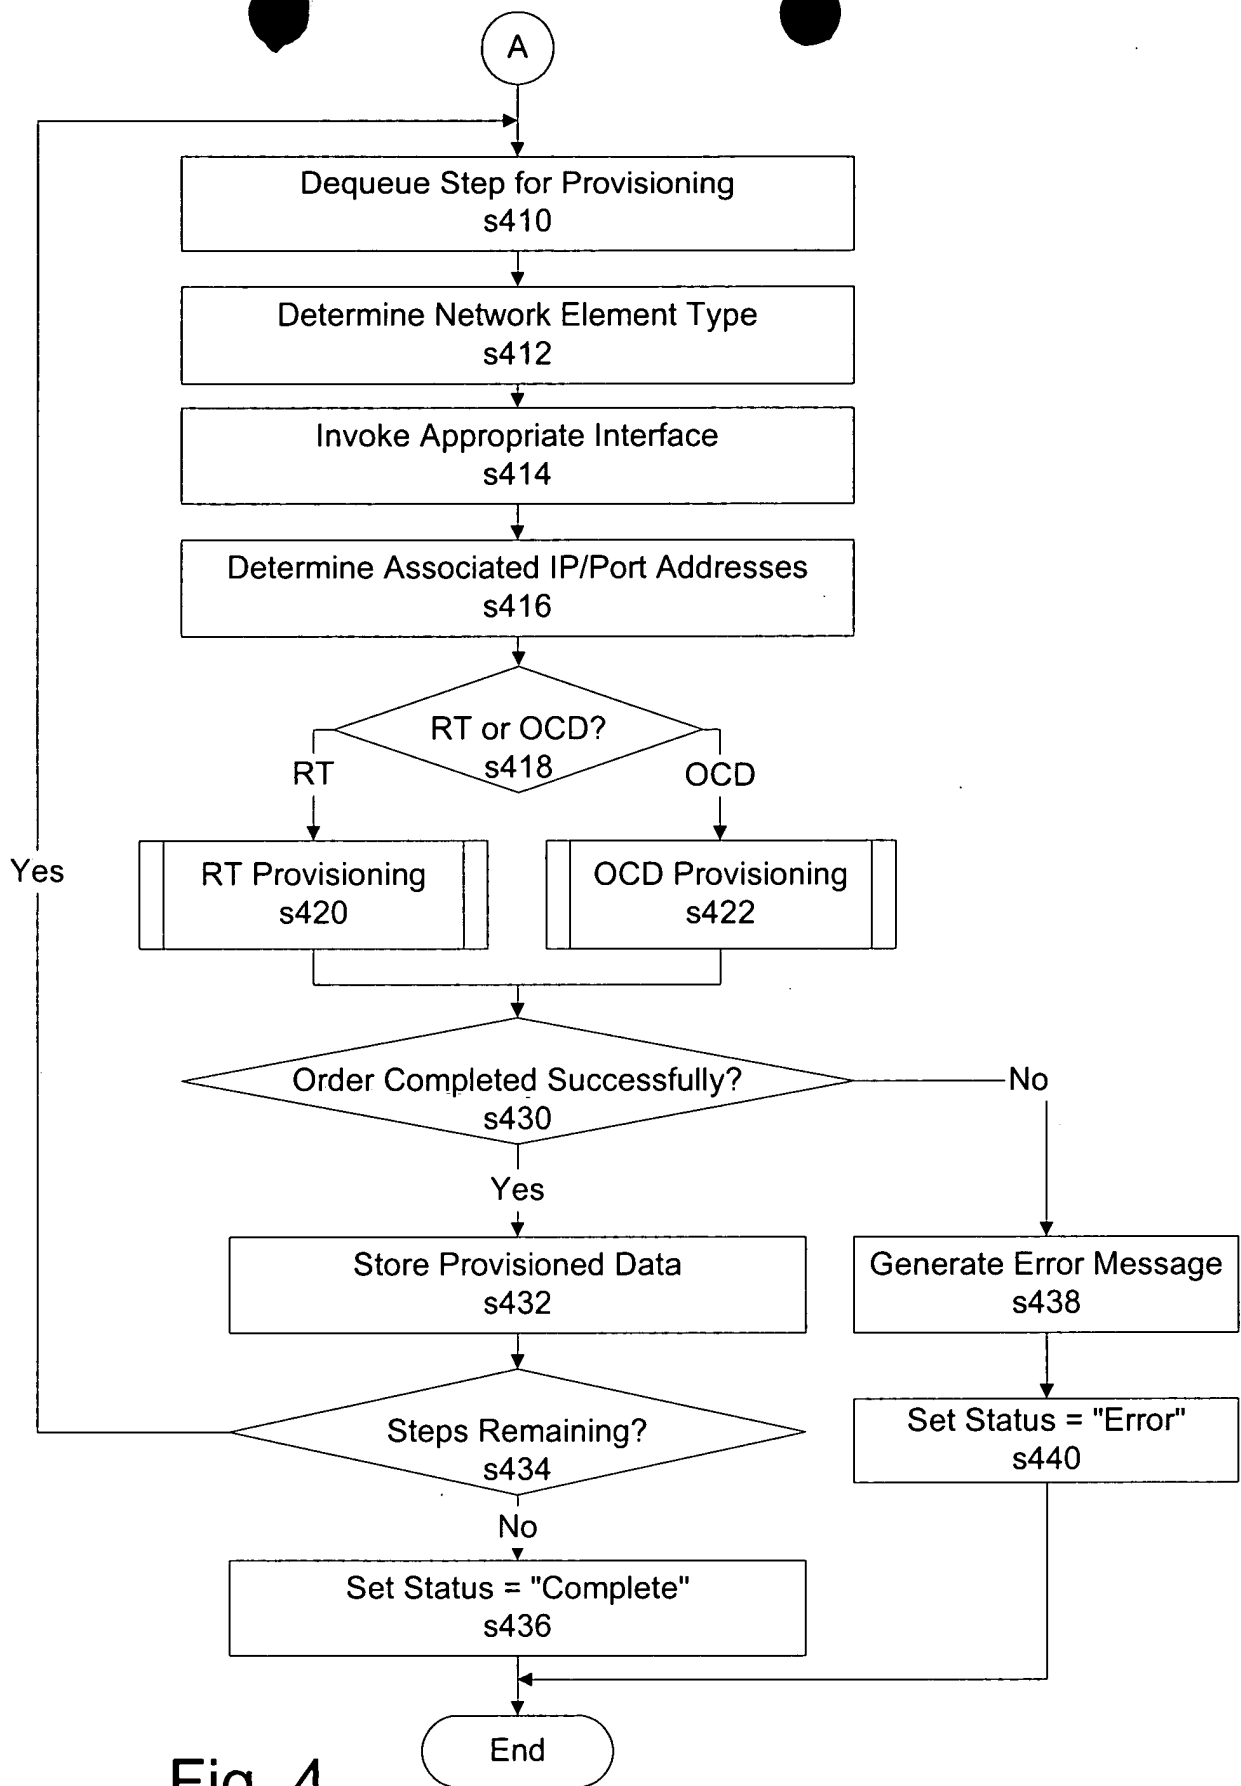 A
Dequeue Step for Provisioning
s410
Determine Network Element Type
s412
Invoke Appropriate Interface
s414
Determine Associated IP/Port Addresses
s416
RT or OCD?
s418
RT
OCD
Yes
RT Provisioning
s420
OCD Provisioning
s422
Order Completed Successfully?
s430
No
Yes
Store Provisioned Data
s432
Generate Error Message
s438
Steps Remaining?
s434
Set Status = "Error"
s440
No
Set Status = "Complete"
s436
End
Fig. 4